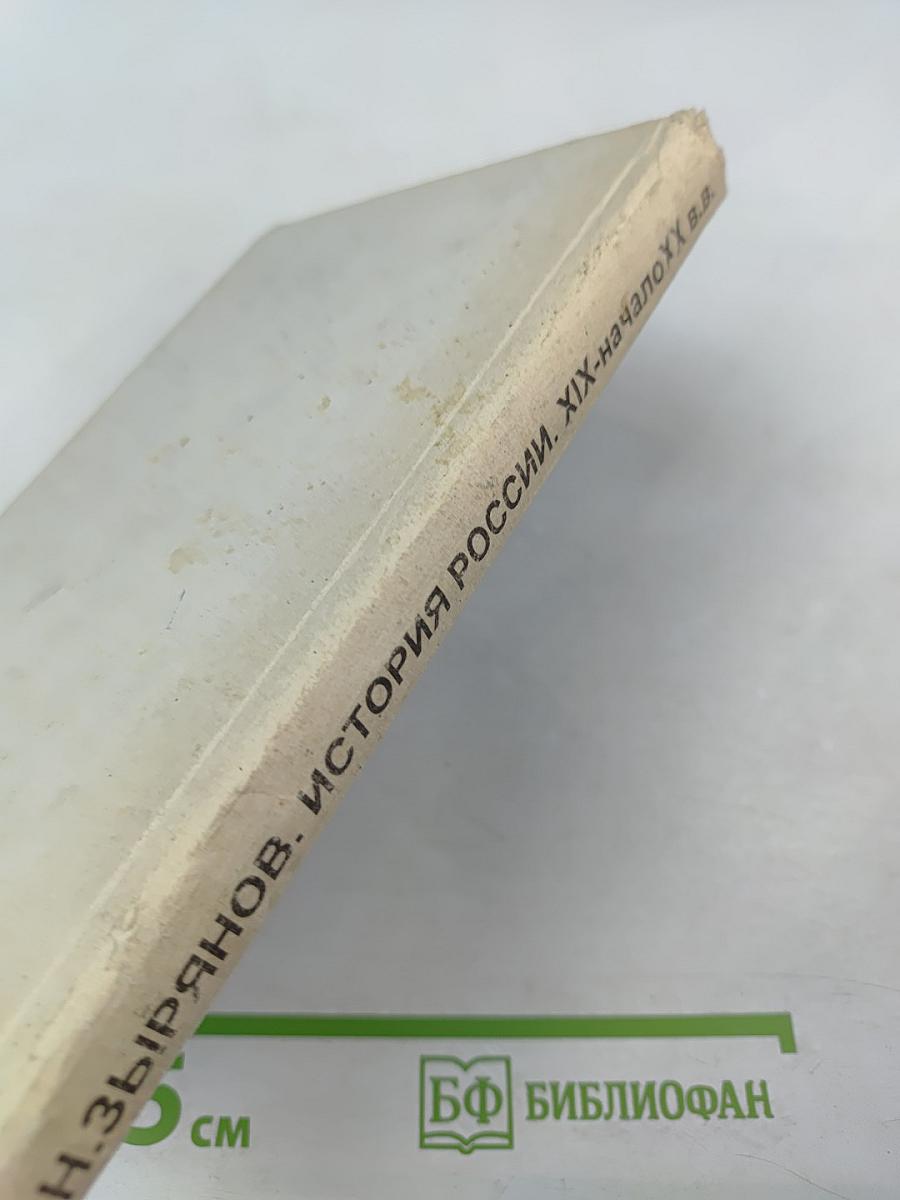 Н.ЗЫРЯНОВ. ИСТОРИЯ РОССИИ. XIX-начало XX в.в.
см
БФ БИБЛИОФАН